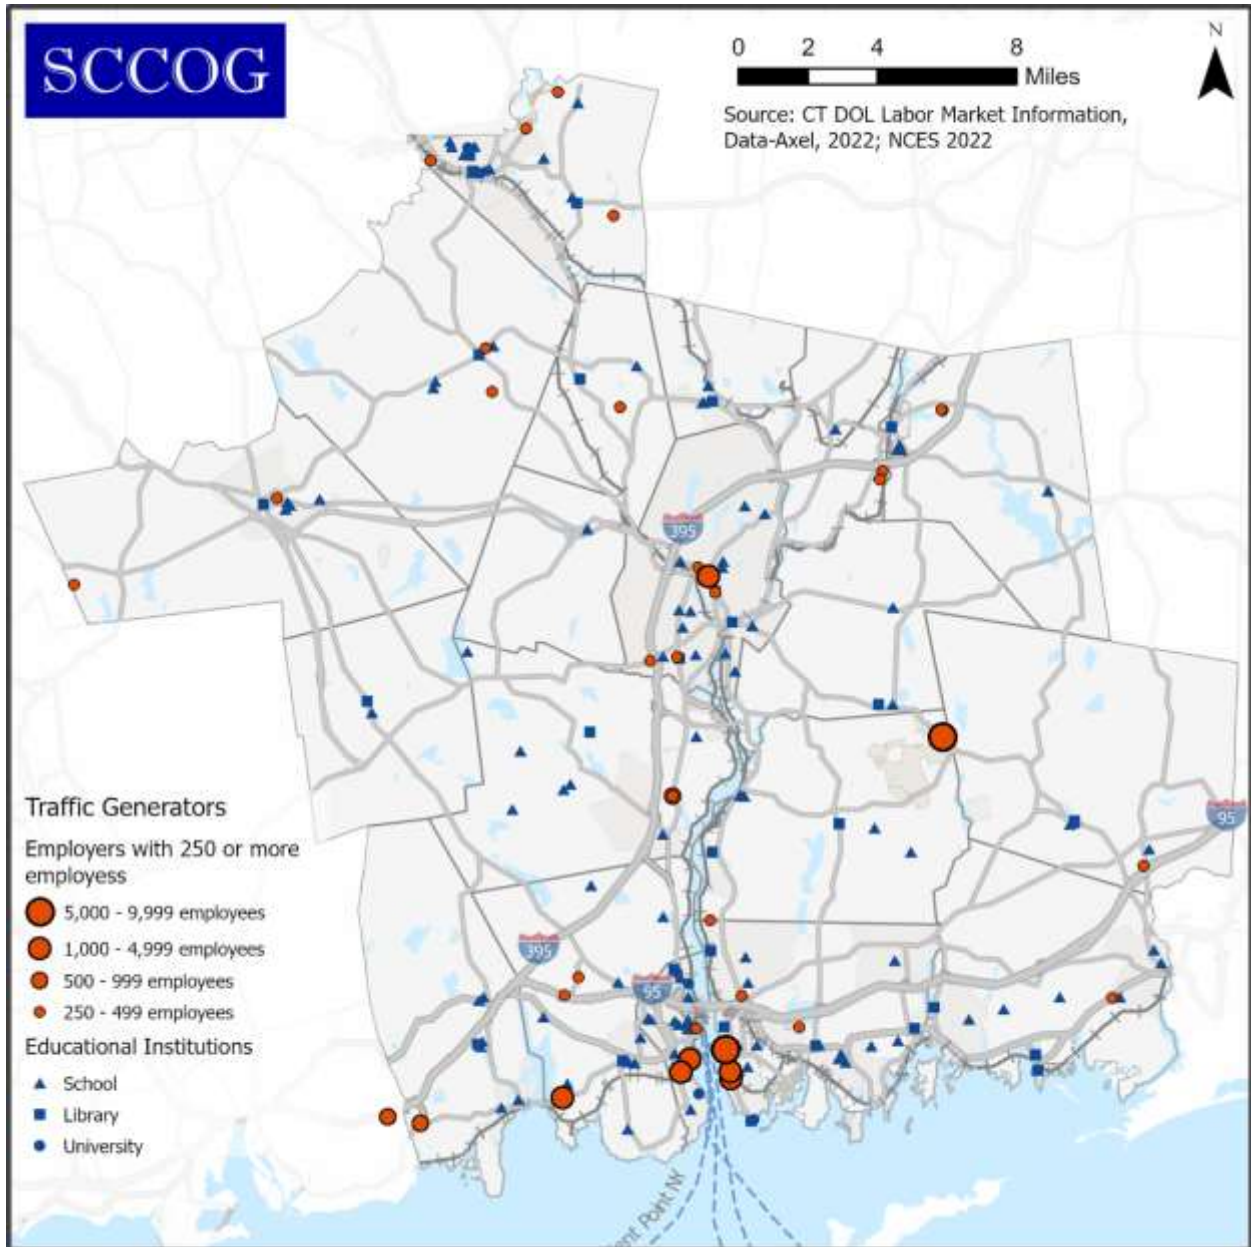 SCCOG
0 2 4 8
Miles
N
Source: CT DOL Labor Market Information,
Data-Axel, 2022; NCES 2022
395
95
395
95
Traffic Generators
Employers with 250 or more
employess
5,000 - 9,999 employees
1,000 - 4,999 employees
500 - 999 employees
250 - 499 employees
Educational Institutions
School
Library
University
Point NY